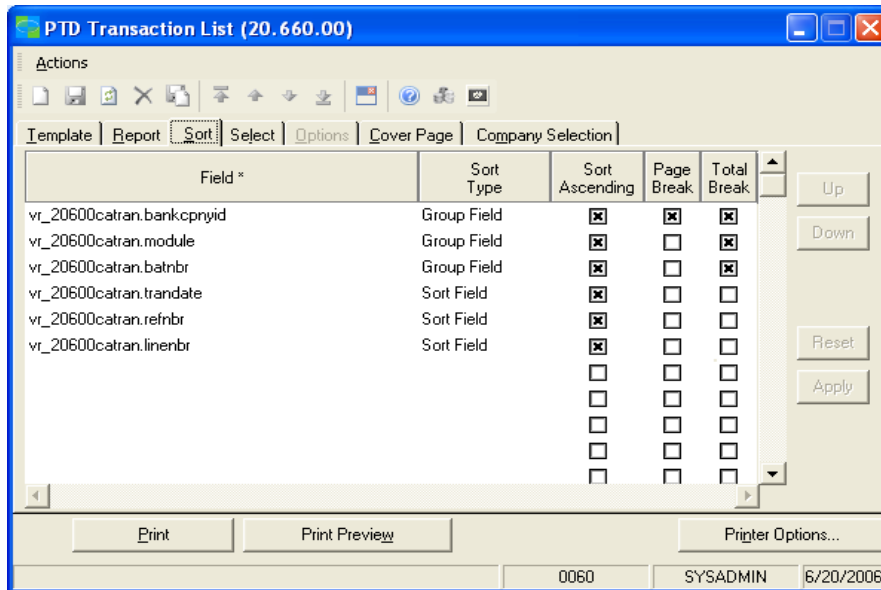 PTD Transaction List (20.660.00)
Actions
Template Report Sort Select Options Cover Page Company Selection
Field * Sort Type Sort Ascending Page Break Total Break
vr_20600catran.bankcpnyid Group Field
vr_20600catran.module Group Field
vr_20600catran.batnbr Group Field
vr_20600catran.trandate Sort Field
vr_20600catran.refnbr Sort Field
vr_20600catran.linenbr Sort Field
Up
Down
Reset
Apply
Print Print Preview Printer Options...
0060 SYSADMIN 6/20/2006